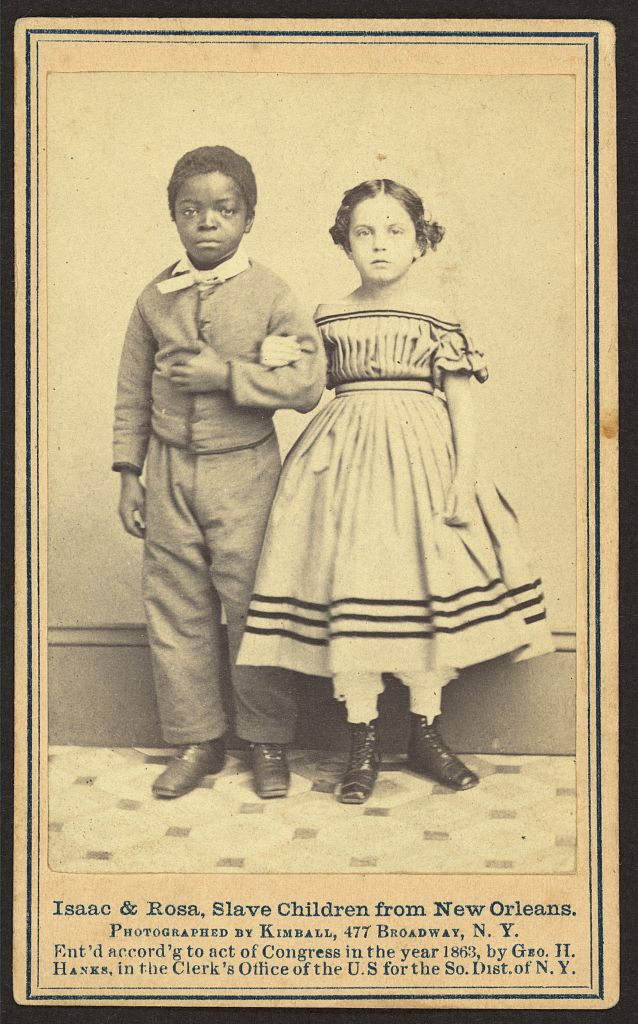 Isaac & Rosa, Slave Children from New Orleans.
Photographed by Kimball, 477 Broadway, N. Y.
Ent'd accord'g to act of Congress in the year 1863, by Geo. H.
Hanks, in the Clerk's Office of the U.S for the So. Dist. of N. Y.